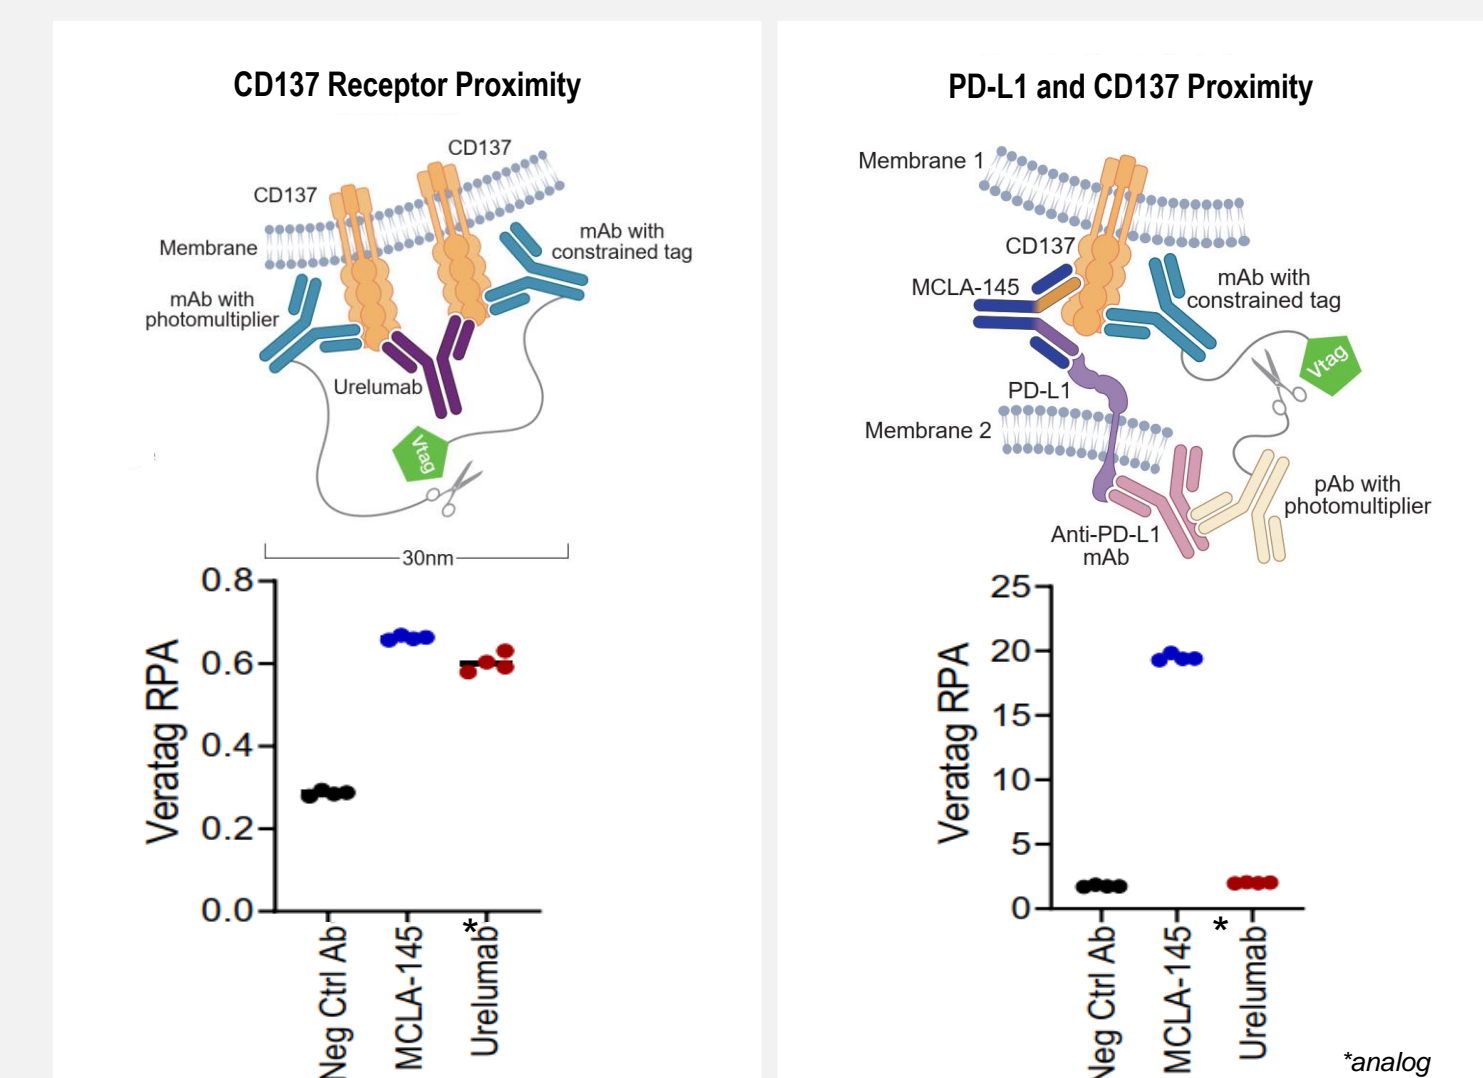 CD137 Receptor Proximity
CD137
CD137
Membrane
mAb with
constrained tag
mAb with
photomultiplier
Urelumab
Vtag
30nm
0.8
0.6
0.4
0.2
0.0
Veratag RPA
Neg Ctrl Ab
MCLA-145
*
Urelumab
PD-L1 and CD137 Proximity
Membrane 1
CD137
MCLA-145
mAb with
constrained tag
Vtag
PD-L1
Membrane 2
pAb with
photomultiplier
Anti-PD-L1
mAb
25
20
15
10
5
0
Veratag RPA
Neg Ctrl Ab
MCLA-145
*
Urelumab
*analog